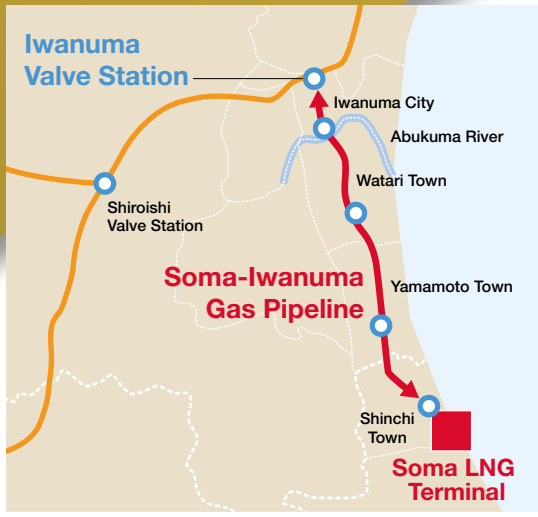 Iwanuma
Valve Station
Iwanuma City
Abukuma River
Watari Town
Shiroishi
Valve Station
Soma-Iwanuma
Gas Pipeline
Yamamoto Town
Shinchi
Town
Soma LNG
Terminal